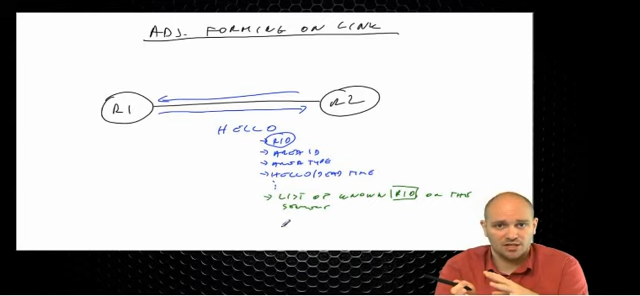 ADJ. FORMING ON LINK
R1
R2
HELLO
→ RID
→ AREA ID
→ AREA TYPE
→ HELLO/DEAD TIME
⋮
→ LIST OF KNOWN RID ON THE
SEGMENT